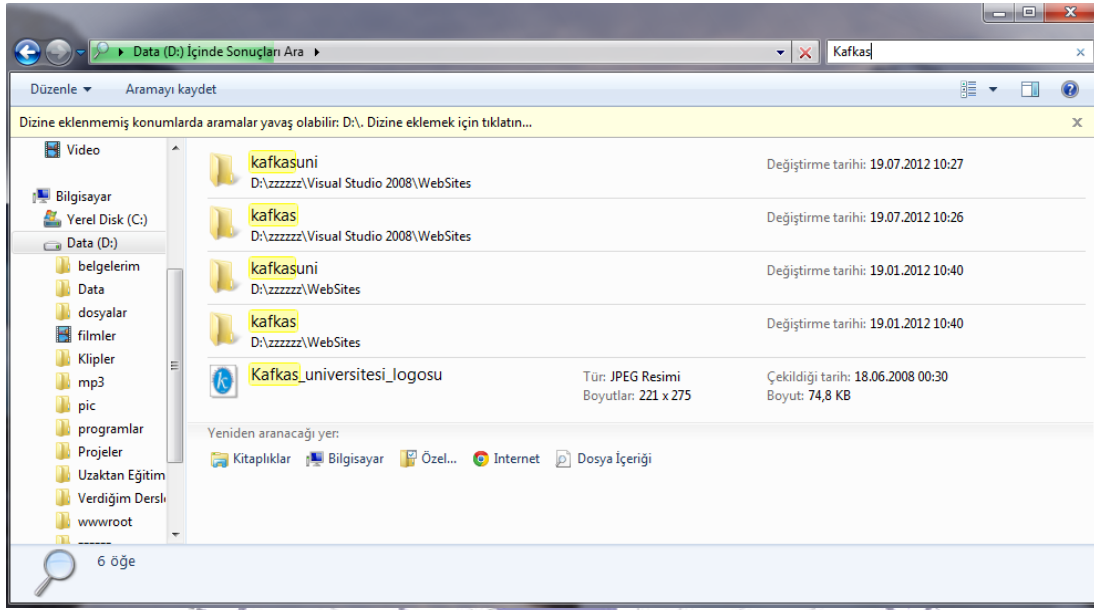 Data (D:) İçinde Sonuçları Ara
Kafkas
Düzenle
Aramayı kaydet
Dizine eklenmemiş konumlarda aramalar yavaş olabilir: D:\. Dizine eklemek için tıklatın...
Video
Bilgisayar
Yerel Disk (C:)
Data (D:)
belgelerim
Data
dosyalar
filmler
Klipler
mp3
pic
programlar
Projeler
Uzaktan Eğitim
Verdiğim Dersl
wwwroot
kafkasuni
D:\zzzzzz\Visual Studio 2008\WebSites
Değiştirme tarihi: 19.07.2012 10:27
kafkas
D:\zzzzzz\Visual Studio 2008\WebSites
Değiştirme tarihi: 19.07.2012 10:26
kafkasuni
D:\zzzzzz\WebSites
Değiştirme tarihi: 19.01.2012 10:40
kafkas
D:\zzzzzz\WebSites
Değiştirme tarihi: 19.01.2012 10:40
Kafkas_universitesi_logosu
Tür: JPEG Resimi
Boyutlar: 221 x 275
Çekildiği tarih: 18.06.2008 00:30
Boyut: 74,8 KB
Yeniden aranacağı yer:
Kitaplıklar Bilgisayar Özel... Internet Dosya İçeriği
6 öğe